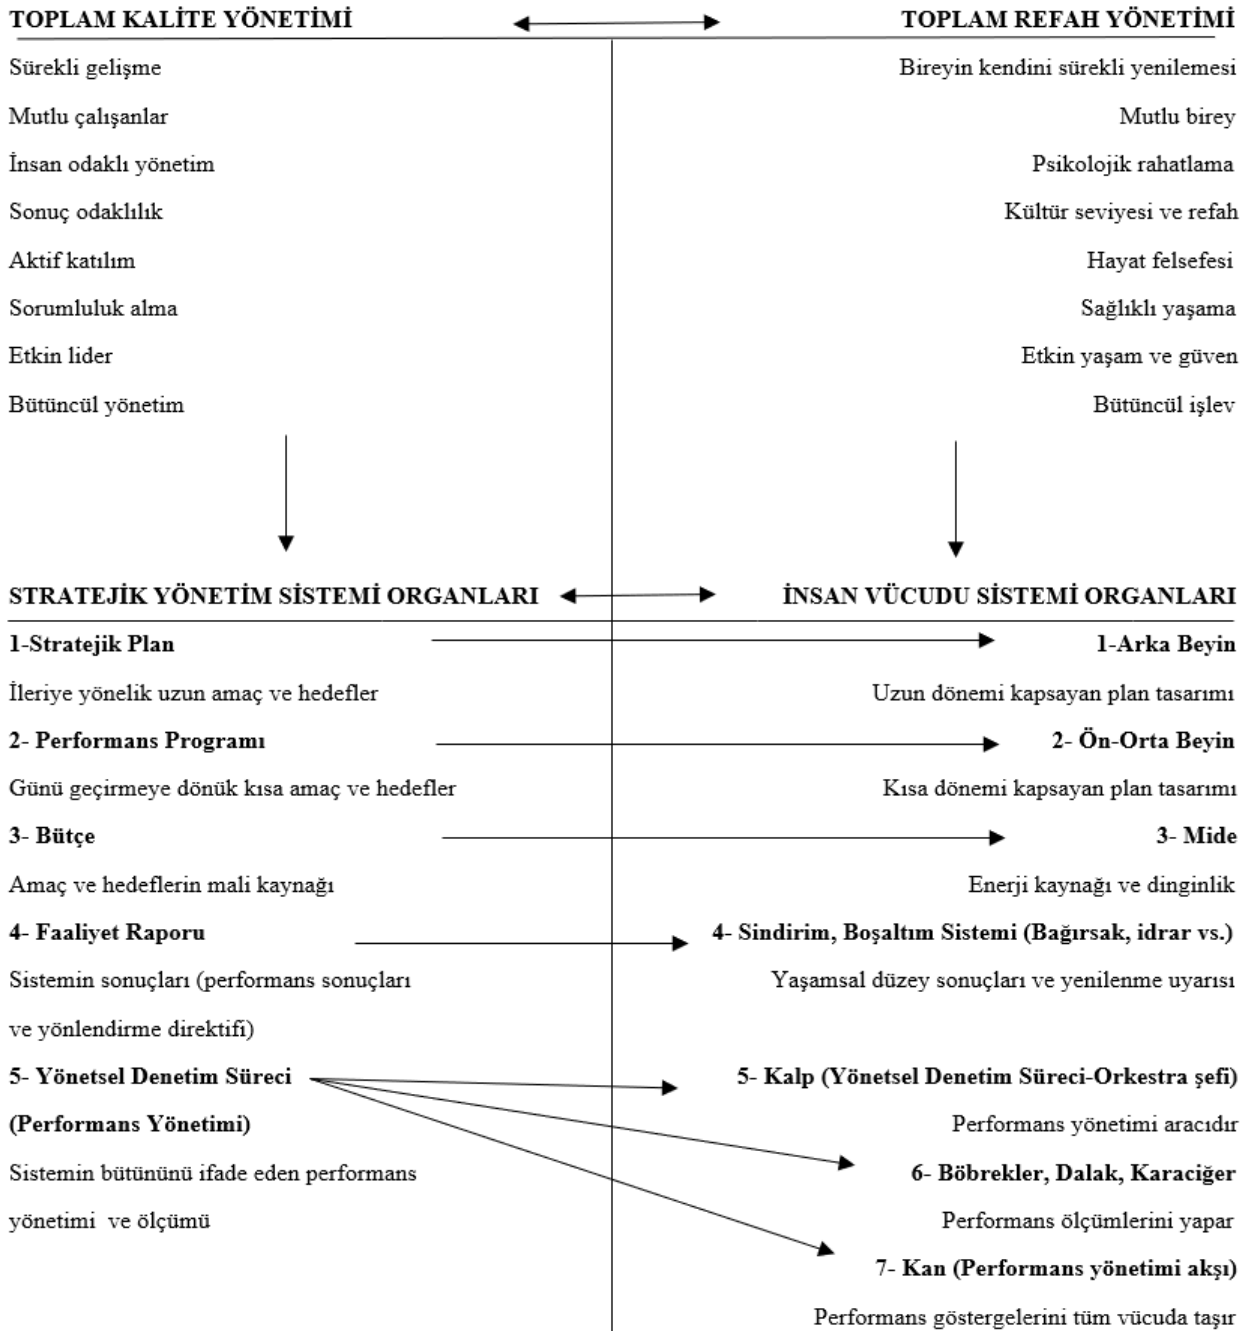 TOPLAM KALİTE YÖNETİMİ TOPLAM REFAH YÖNETİMİ
Sürekli gelişme Bireyin kendini sürekli yenilemesi
Mutlu çalışanlar Mutlu birey
İnsan odaklı yönetim Psikolojik rahatlama
Sonuç odaklılık Kültür seviyesi ve refah
Aktif katılım Hayat felsefesi
Sorumluluk alma Sağlıklı yaşama
Etkin lider Etkin yaşam ve güven
Bütüncül yönetim Bütüncül işlev
STRATEJİK YÖNETİM SİSTEMİ ORGANLARI İNSAN VÜCUDU SİSTEMİ ORGANLARI
1-Stratejik Plan 1-Arka Beyin
İleriye yönelik uzun amaç ve hedefler Uzun dönemi kapsayan plan tasarımı
2- Performans Programı 2- Ön-Orta Beyin
Günü geçirmeye dönük kısa amaç ve hedefler Kısa dönemi kapsayan plan tasarımı
3- Bütçe 3- Mide
Amaç ve hedeflerin mali kaynağı Enerji kaynağı ve dinginlik
4- Faaliyet Raporu 4- Sindirim, Boşaltım Sistemi (Bağırsak, idrar vs.)
Sistemin sonuçları (performans sonuçları Yaşamsal düzey sonuçları ve yenilenme uyarısı
ve yönlendirme direktifi)
5- Yönetsel Denetim Süreci 5- Kalp (Yönetsel Denetim Süreci-Orkestra şefi)
(Performans Yönetimi) Performans yönetimi aracıdır
Sistemin bütününü ifade eden performans 6- Böbrekler, Dalak, Karaciğer
yönetimi ve ölçümü Performans ölçümlerini yapar
7- Kan (Performans yönetimi akşı)
Performans göstergelerini tüm vücuda taşır